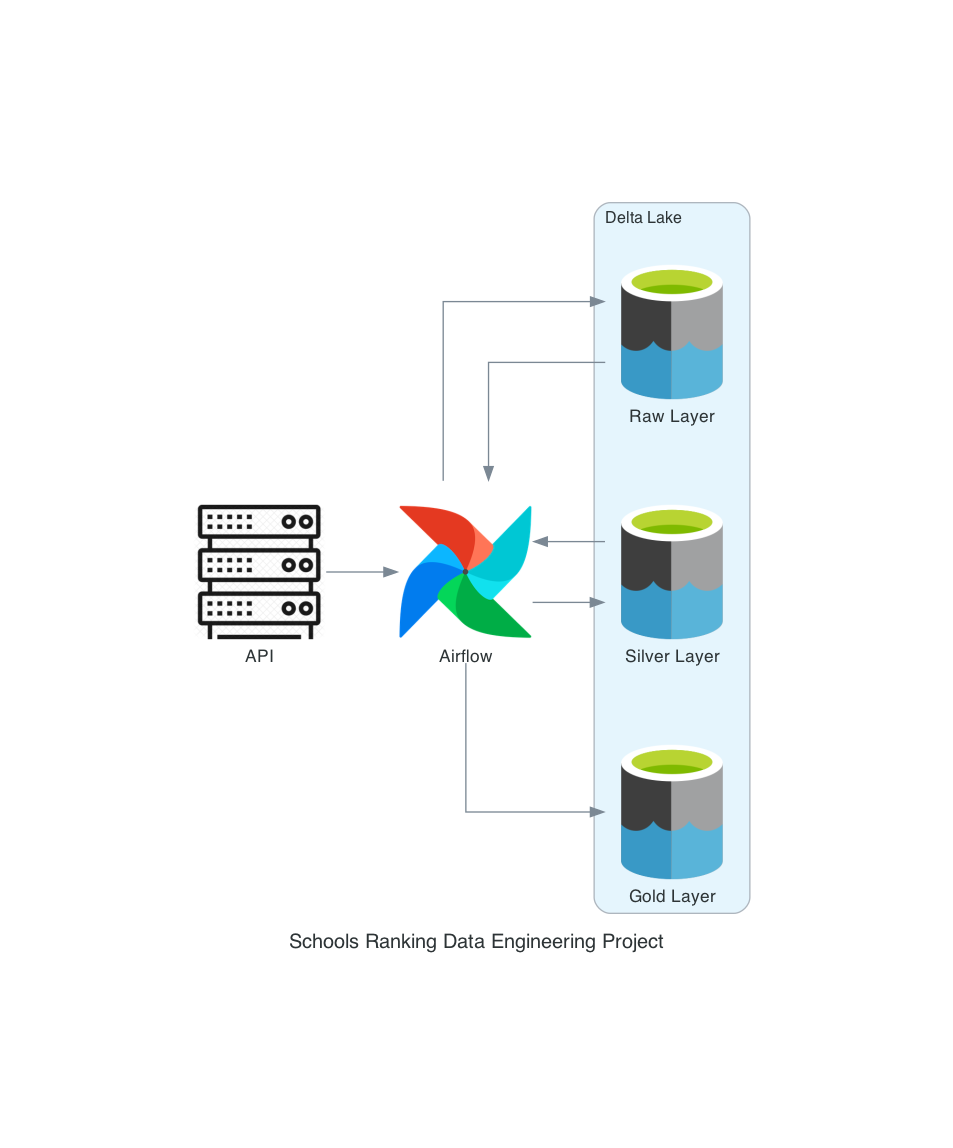 Delta Lake
Raw Layer
API
Airflow
Silver Layer
Gold Layer
Schools Ranking Data Engineering Project